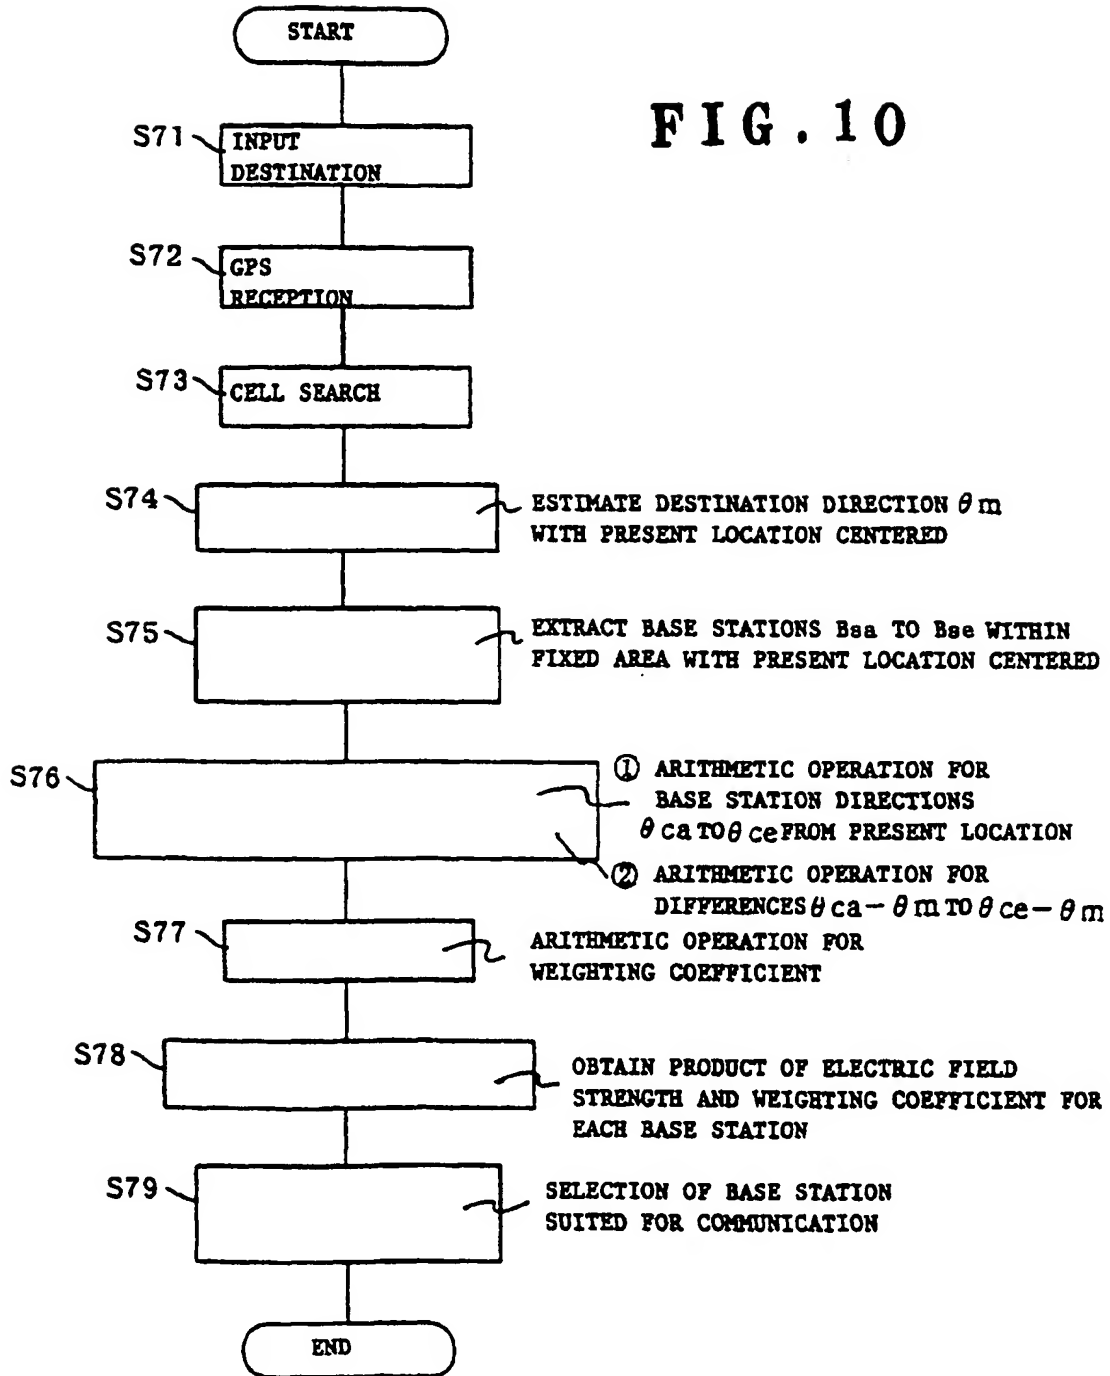 START
FIG.10
S71
INPUT
DESTINATION
S72
GPS
RECEPTION
S73
CELL SEARCH
S74
ESTIMATE DESTINATION DIRECTION θm
WITH PRESENT LOCATION CENTERED
S75
EXTRACT BASE STATIONS Bsa TO Bse WITHIN
FIXED AREA WITH PRESENT LOCATION CENTERED
S76
① ARITHMETIC OPERATION FOR
BASE STATION DIRECTIONS
θca TO θce FROM PRESENT LOCATION
② ARITHMETIC OPERATION FOR
DIFFERENCES θca-θm TO θce-θm
S77
ARITHMETIC OPERATION FOR
WEIGHTING COEFFICIENT
S78
OBTAIN PRODUCT OF ELECTRIC FIELD
STRENGTH AND WEIGHTING COEFFICIENT FOR
EACH BASE STATION
S79
SELECTION OF BASE STATION
SUITED FOR COMMUNICATION
END